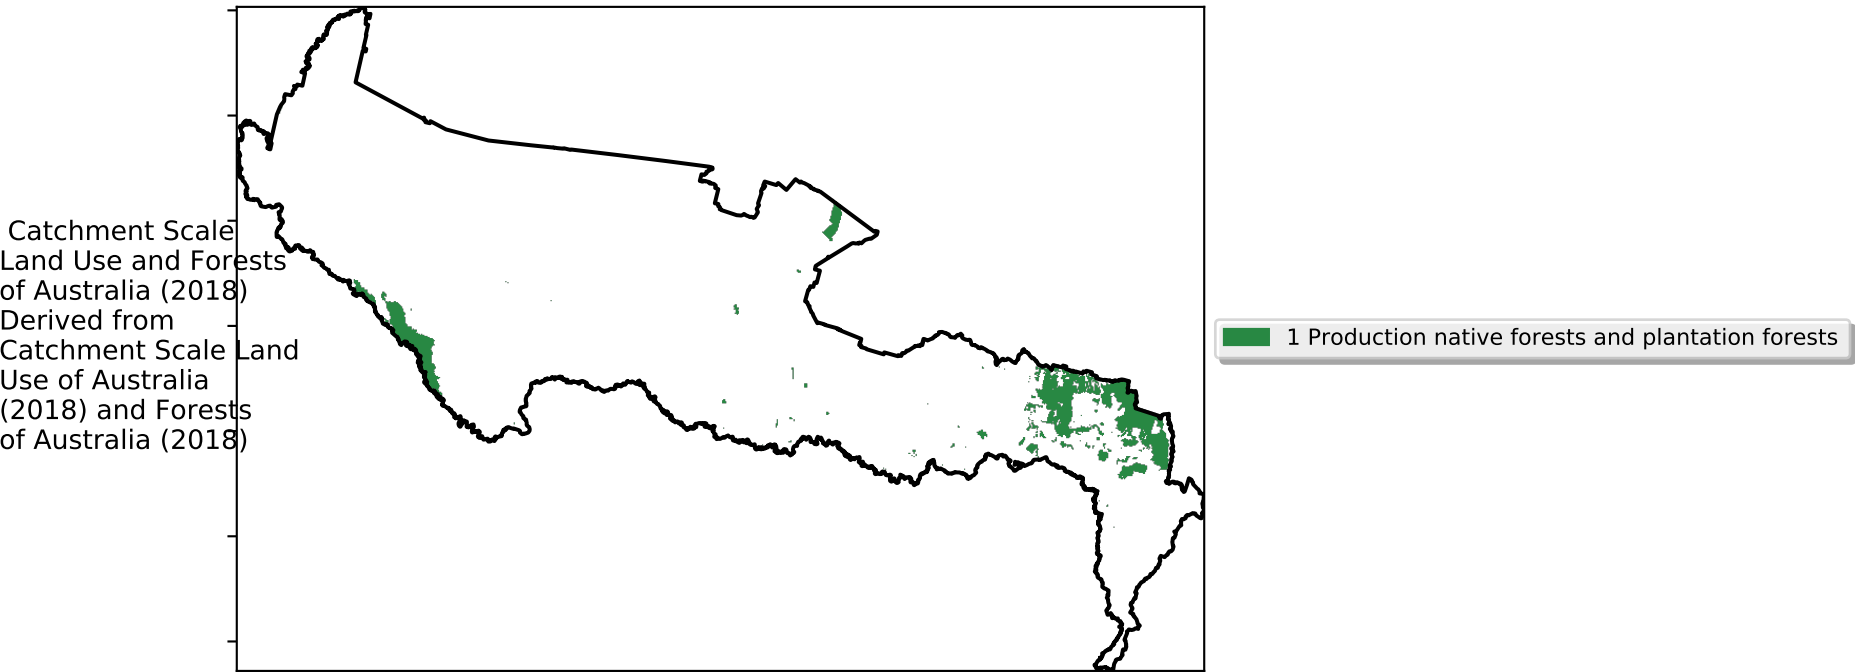 Catchment Scale
Land Use and Forests
of Australia (2018)
Derived from
Catchment Scale Land
Use of Australia
(2018) and Forests
of Australia (2018)
1 Production native forests and plantation forests